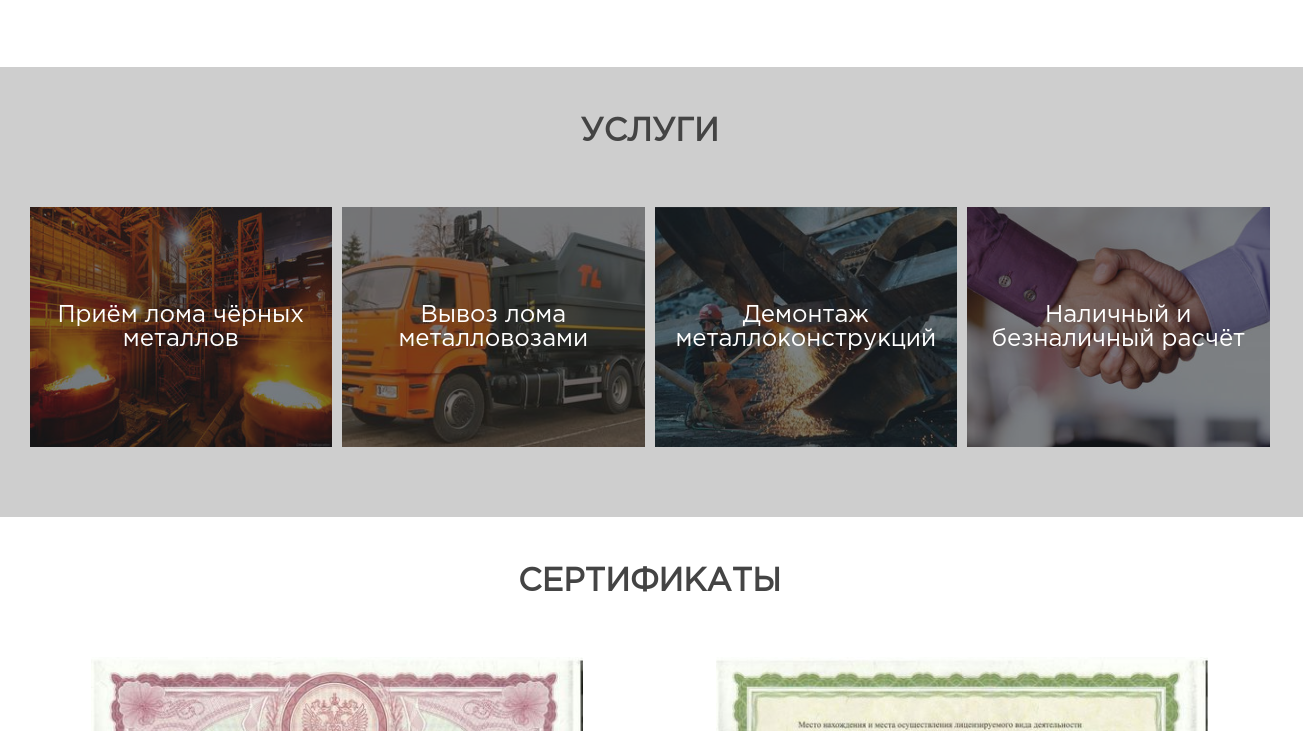 УСЛУГИ
Приём лома чёрных
металлов
Вывоз лома
металловозами
Демонтаж
металлоконструкций
Наличный и
безналичный расчёт
TL
СЕРТИФИКАТЫ
Место нахождения и места осуществления лицензируемого вида деятельности